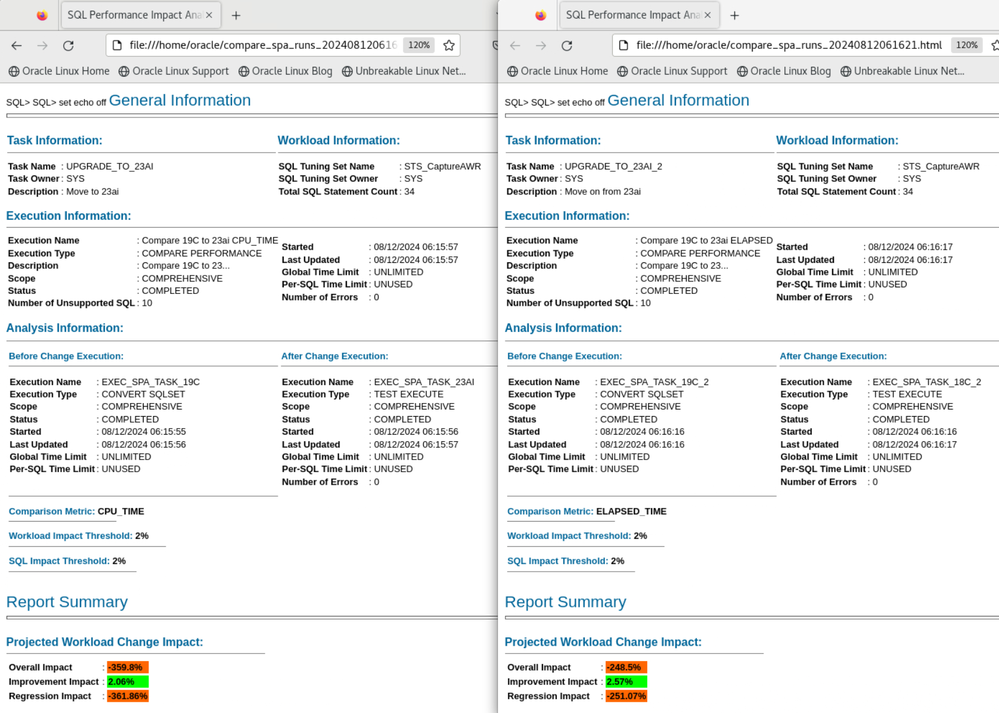 SQL Performance Impact Ana
file:///home/oracle/compare_spa_runs_2024081206161 120%
Oracle Linux Home Oracle Linux Support Oracle Linux Blog Unbreakable Linux Net...
SQL> SQL> set echo off General Information
Task Information: Workload Information:
Task Name : UPGRADE_TO_23AI SQL Tuning Set Name : STS_CaptureAWR
Task Owner : SYS SQL Tuning Set Owner : SYS
Description : Move to 23ai Total SQL Statement Count : 34
Execution Information:
Execution Name : Compare 19C to 23ai CPU_TIME
Execution Type : COMPARE PERFORMANCE
Description : Compare 19C to 23...
Scope : COMPREHENSIVE
Status : COMPLETED
Number of Unsupported SQL : 10
Started : 08/12/2024 06:15:57
Last Updated : 08/12/2024 06:15:57
Global Time Limit : UNLIMITED
Per-SQL Time Limit : UNUSED
Number of Errors : 0
Analysis Information:
Before Change Execution:
Execution Name : EXEC_SPA_TASK_19C
Execution Type : CONVERT SQLSET
Scope : COMPREHENSIVE
Status : COMPLETED
Started : 08/12/2024 06:15:55
Last Updated : 08/12/2024 06:15:56
Global Time Limit : UNLIMITED
Per-SQL Time Limit : UNUSED
After Change Execution:
Execution Name : EXEC_SPA_TASK_23AI
Execution Type : TEST EXECUTE
Scope : COMPREHENSIVE
Status : COMPLETED
Started : 08/12/2024 06:15:56
Last Updated : 08/12/2024 06:15:57
Global Time Limit : UNLIMITED
Per-SQL Time Limit : UNUSED
Number of Errors : 0
Comparison Metric: CPU_TIME
Workload Impact Threshold: 2%
SQL Impact Threshold: 2%
Report Summary
Projected Workload Change Impact:
Overall Impact : -359.8%
Improvement Impact : 2.06%
Regression Impact : -361.86%
SQL Performance Impact Ana
file:///home/oracle/compare_spa_runs_20240812061621.html 120%
Oracle Linux Home Oracle Linux Support Oracle Linux Blog Unbreakable Linux Net...
SQL> SQL> set echo off General Information
Task Information: Workload Information:
Task Name : UPGRADE_TO_23AI_2 SQL Tuning Set Name : STS_CaptureAWR
Task Owner : SYS SQL Tuning Set Owner : SYS
Description : Move on from 23ai Total SQL Statement Count : 34
Execution Information:
Execution Name : Compare 19C to 23ai ELAPSED
Execution Type : COMPARE PERFORMANCE
Description : Compare 19C to 23...
Scope : COMPREHENSIVE
Status : COMPLETED
Number of Unsupported SQL : 10
Started : 08/12/2024 06:16:17
Last Updated : 08/12/2024 06:16:17
Global Time Limit : UNLIMITED
Per-SQL Time Limit : UNUSED
Number of Errors : 0
Analysis Information:
Before Change Execution:
Execution Name : EXEC_SPA_TASK_19C_2
Execution Type : CONVERT SQLSET
Scope : COMPREHENSIVE
Status : COMPLETED
Started : 08/12/2024 06:16:16
Last Updated : 08/12/2024 06:16:16
Global Time Limit : UNLIMITED
Per-SQL Time Limit : UNUSED
After Change Execution:
Execution Name : EXEC_SPA_TASK_18C_2
Execution Type : TEST EXECUTE
Scope : COMPREHENSIVE
Status : COMPLETED
Started : 08/12/2024 06:16:16
Last Updated : 08/12/2024 06:16:17
Global Time Limit : UNLIMITED
Per-SQL Time Limit : UNUSED
Number of Errors : 0
Comparison Metric: ELAPSED_TIME
Workload Impact Threshold: 2%
SQL Impact Threshold: 2%
Report Summary
Projected Workload Change Impact:
Overall Impact : -248.5%
Improvement Impact : 2.57%
Regression Impact : -251.07%